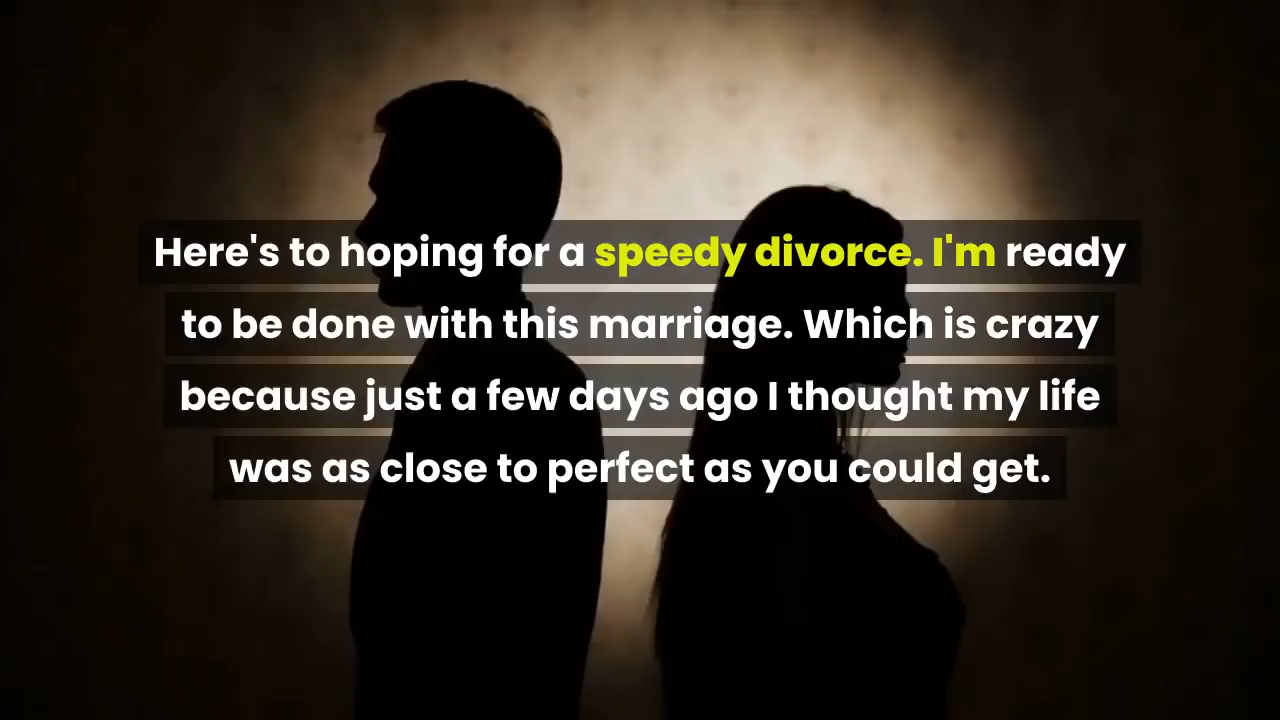 Here's to hoping for a speedy divorce. I'm ready
to be done with this marriage. Which is crazy
because just a few days ago I thought my life
was as close to perfect as you could get.